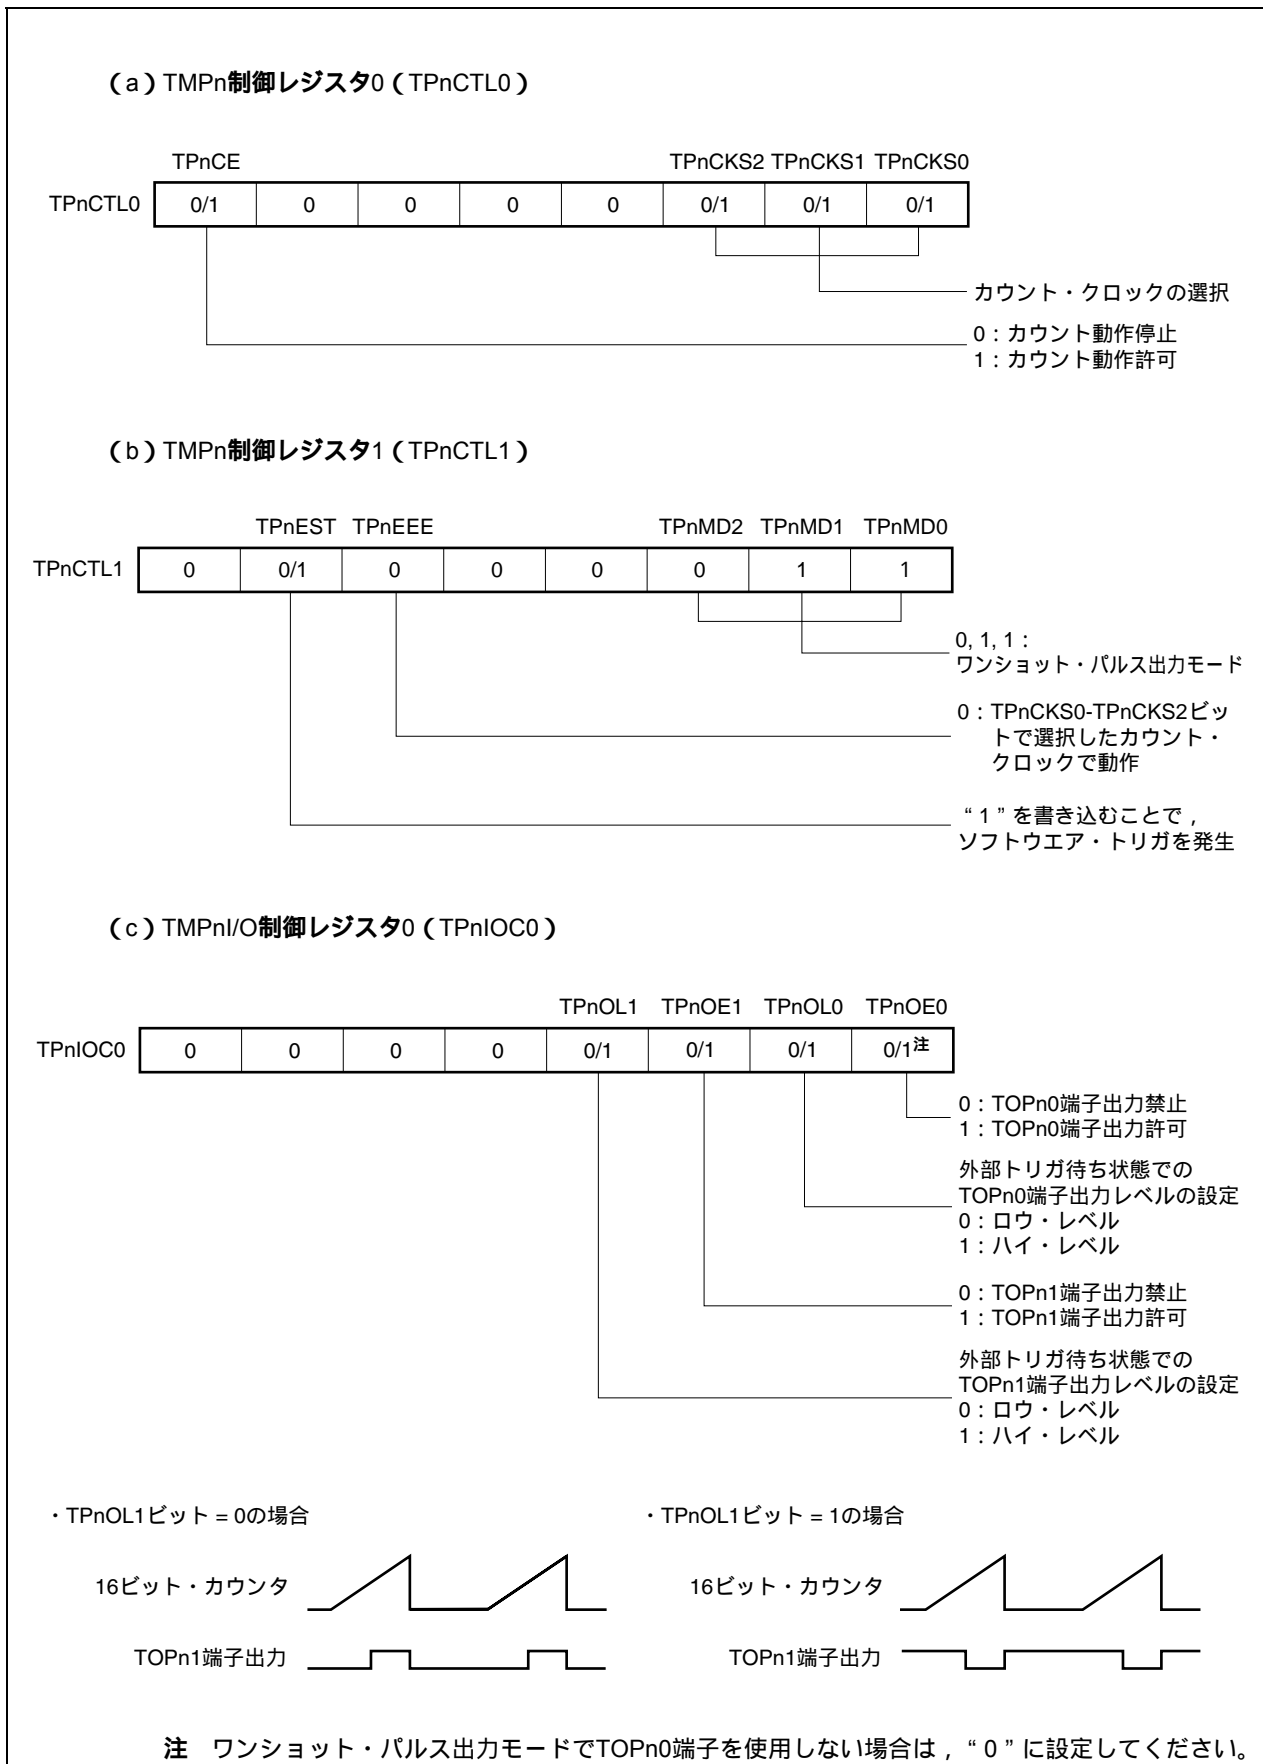 (a) TMPn制御レジスタ0(TPnCTL0)
TPnCE TPnCKS2 TPnCKS1 TPnCKS0
TPnCTL0 0/1 0 0 0 0 0/1 0/1 0/1
カウント・クロックの選択
0:カウント動作停止
1:カウント動作許可
(b) TMPn制御レジスタ1(TPnCTL1)
TPnEST TPnEEE TPnMD2 TPnMD1 TPnMD0
TPnCTL1 0 0/1 0 0 0 0 1 1
0, 1, 1:
ワンショット・パルス出力モード
0:TPnCKS0-TPnCKS2ビッ
トで選択したカウント・
クロックで動作
“1”を書き込むことで,
ソフトウエア・トリガを発生
(c) TMPnI/O制御レジスタ0(TPnIOC0)
TPnOL1 TPnOE1 TPnOL0 TPnOE0
TPnIOC0 0 0 0 0 0/1 0/1 0/1 0/1注
0:TOPn0端子出力禁止
1:TOPn0端子出力許可
外部トリガ待ち状態での
TOPn0端子出力レベルの設定
0:ロウ・レベル
1:ハイ・レベル
0:TOPn1端子出力禁止
1:TOPn1端子出力許可
外部トリガ待ち状態での
TOPn1端子出力レベルの設定
0:ロウ・レベル
1:ハイ・レベル
・TPnOL1ビット = 0の場合 ・TPnOL1ビット = 1の場合
16ビット・カウンタ 16ビット・カウンタ
TOPn1端子出力 TOPn1端子出力
注 ワンショット・パルス出力モードでTOPn0端子を使用しない場合は,“0”に設定してください。